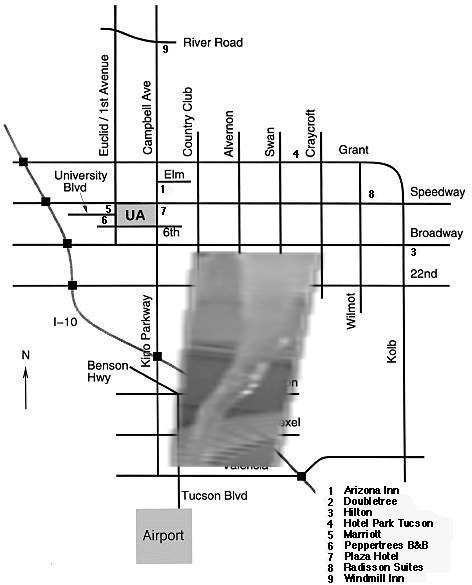 9 River Road
Euclid / 1st Avenue
Campbell Ave
Country Club
Alvernon
Swan
Craycroft
4
Grant
University
Blvd
Elm
1
8
Speedway
5
UA
7
6
6th
Broadway
3
22nd
I-10
Kino Parkway
Wilmot
Kolb
N
Benson
Hwy
Valencia
Tucson Blvd
Airport
1 Arizona Inn
2 Doubletree
3 Hilton
4 Hotel Park Tucson
5 Marriott
6 Peppertrees B&B
7 Plaza Hotel
8 Radisson Suites
9 Windmill Inn